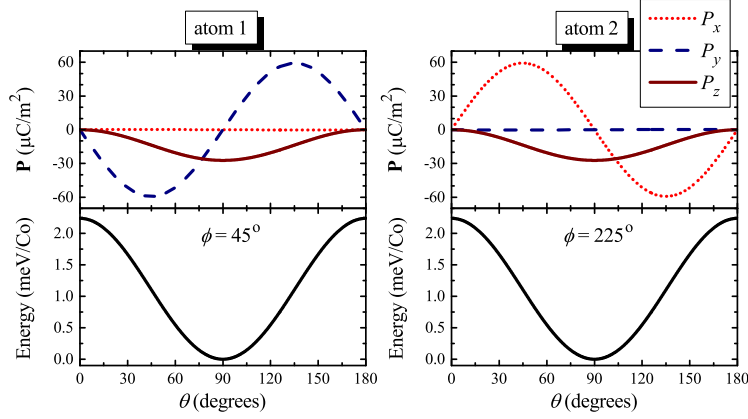 atom 1
atom 2
P_x
P_y
P_z
P (μC/m²)
60
30
0
-30
-60
P (μC/m²)
60
30
0
-30
-60
Energy (meV/Co)
2.0
1.5
1.0
0.5
0.0
ϕ = 45°
0 30 60 90 120 150 180
θ (degrees)
Energy (meV/Co)
2.0
1.5
1.0
0.5
0.0
ϕ = 225°
0 30 60 90 120 150 180
θ (degrees)